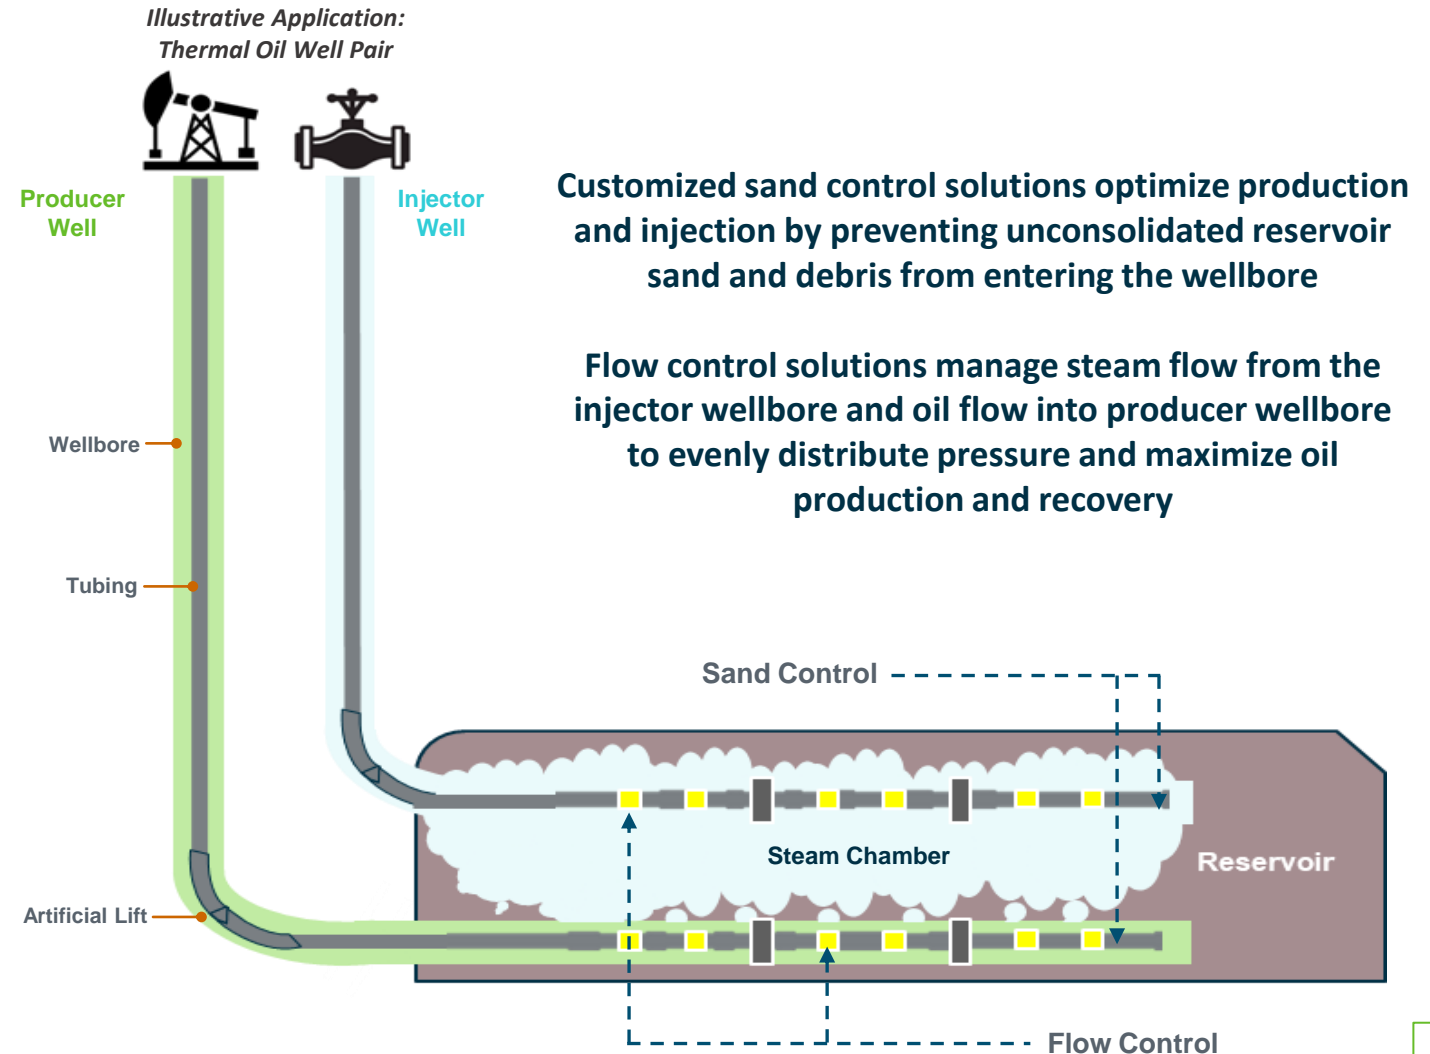 Illustrative Application:
Thermal Oil Well Pair
Producer
Well
Injector
Well
Customized sand control solutions optimize production
and injection by preventing unconsolidated reservoir
sand and debris from entering the wellbore
Flow control solutions manage steam flow from the
injector wellbore and oil flow into producer wellbore
to evenly distribute pressure and maximize oil
production and recovery
Wellbore
Tubing
Sand Control
Steam Chamber
Reservoir
Artificial Lift
Flow Control